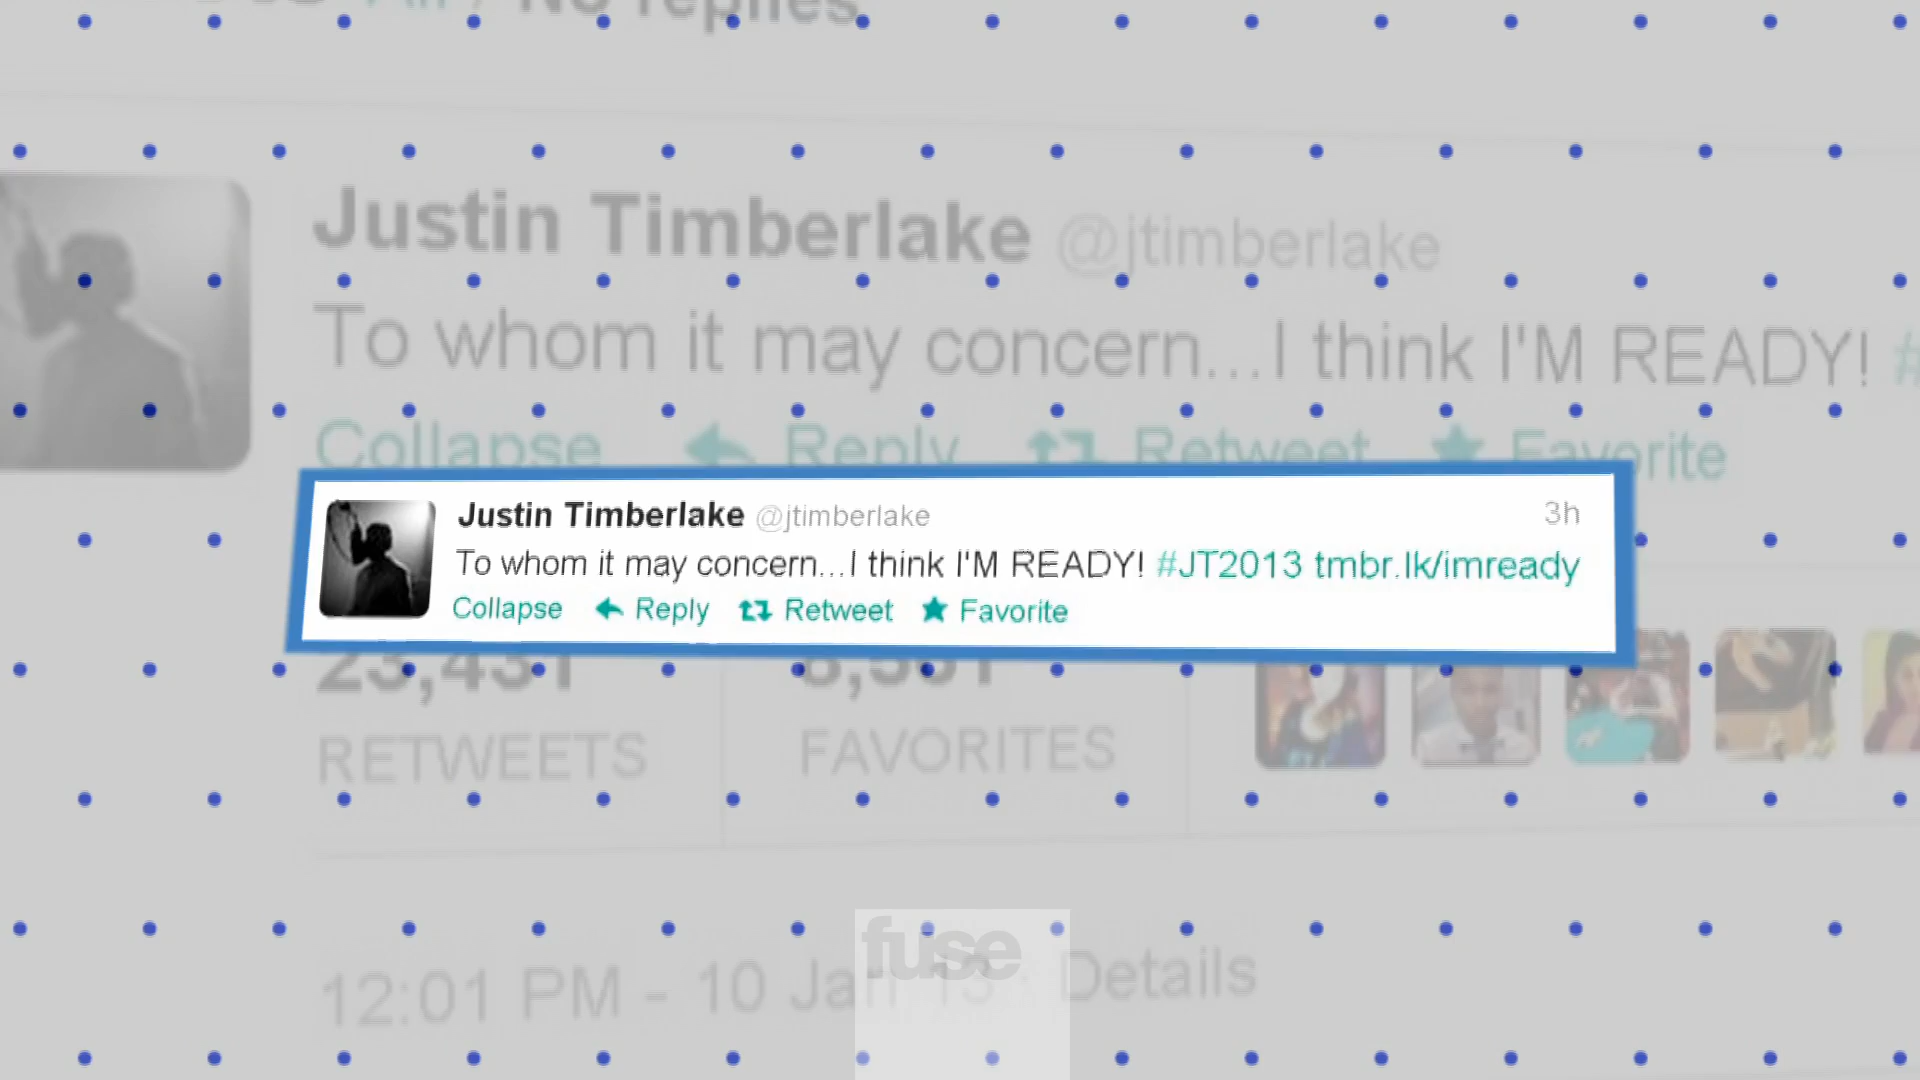 No replies
Justin Timberlake @jtimberlake
To whom it may concern...I think I'M READY! #
Collapse Reply Retweet Favorite
Justin Timberlake @jtimberlake 3h
To whom it may concern...I think I'M READY! #JT2013 tmbr.lk/imready
Collapse Reply Retweet Favorite
23,431
RETWEETS FAVORITES
12:01 PM - 10 Jan 13 · Details
fuse